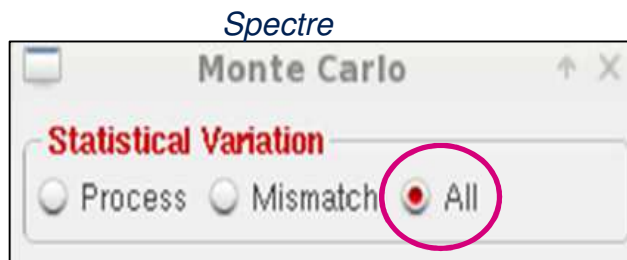 Spectre
Monte Carlo
Statistical Variation
Process Mismatch All